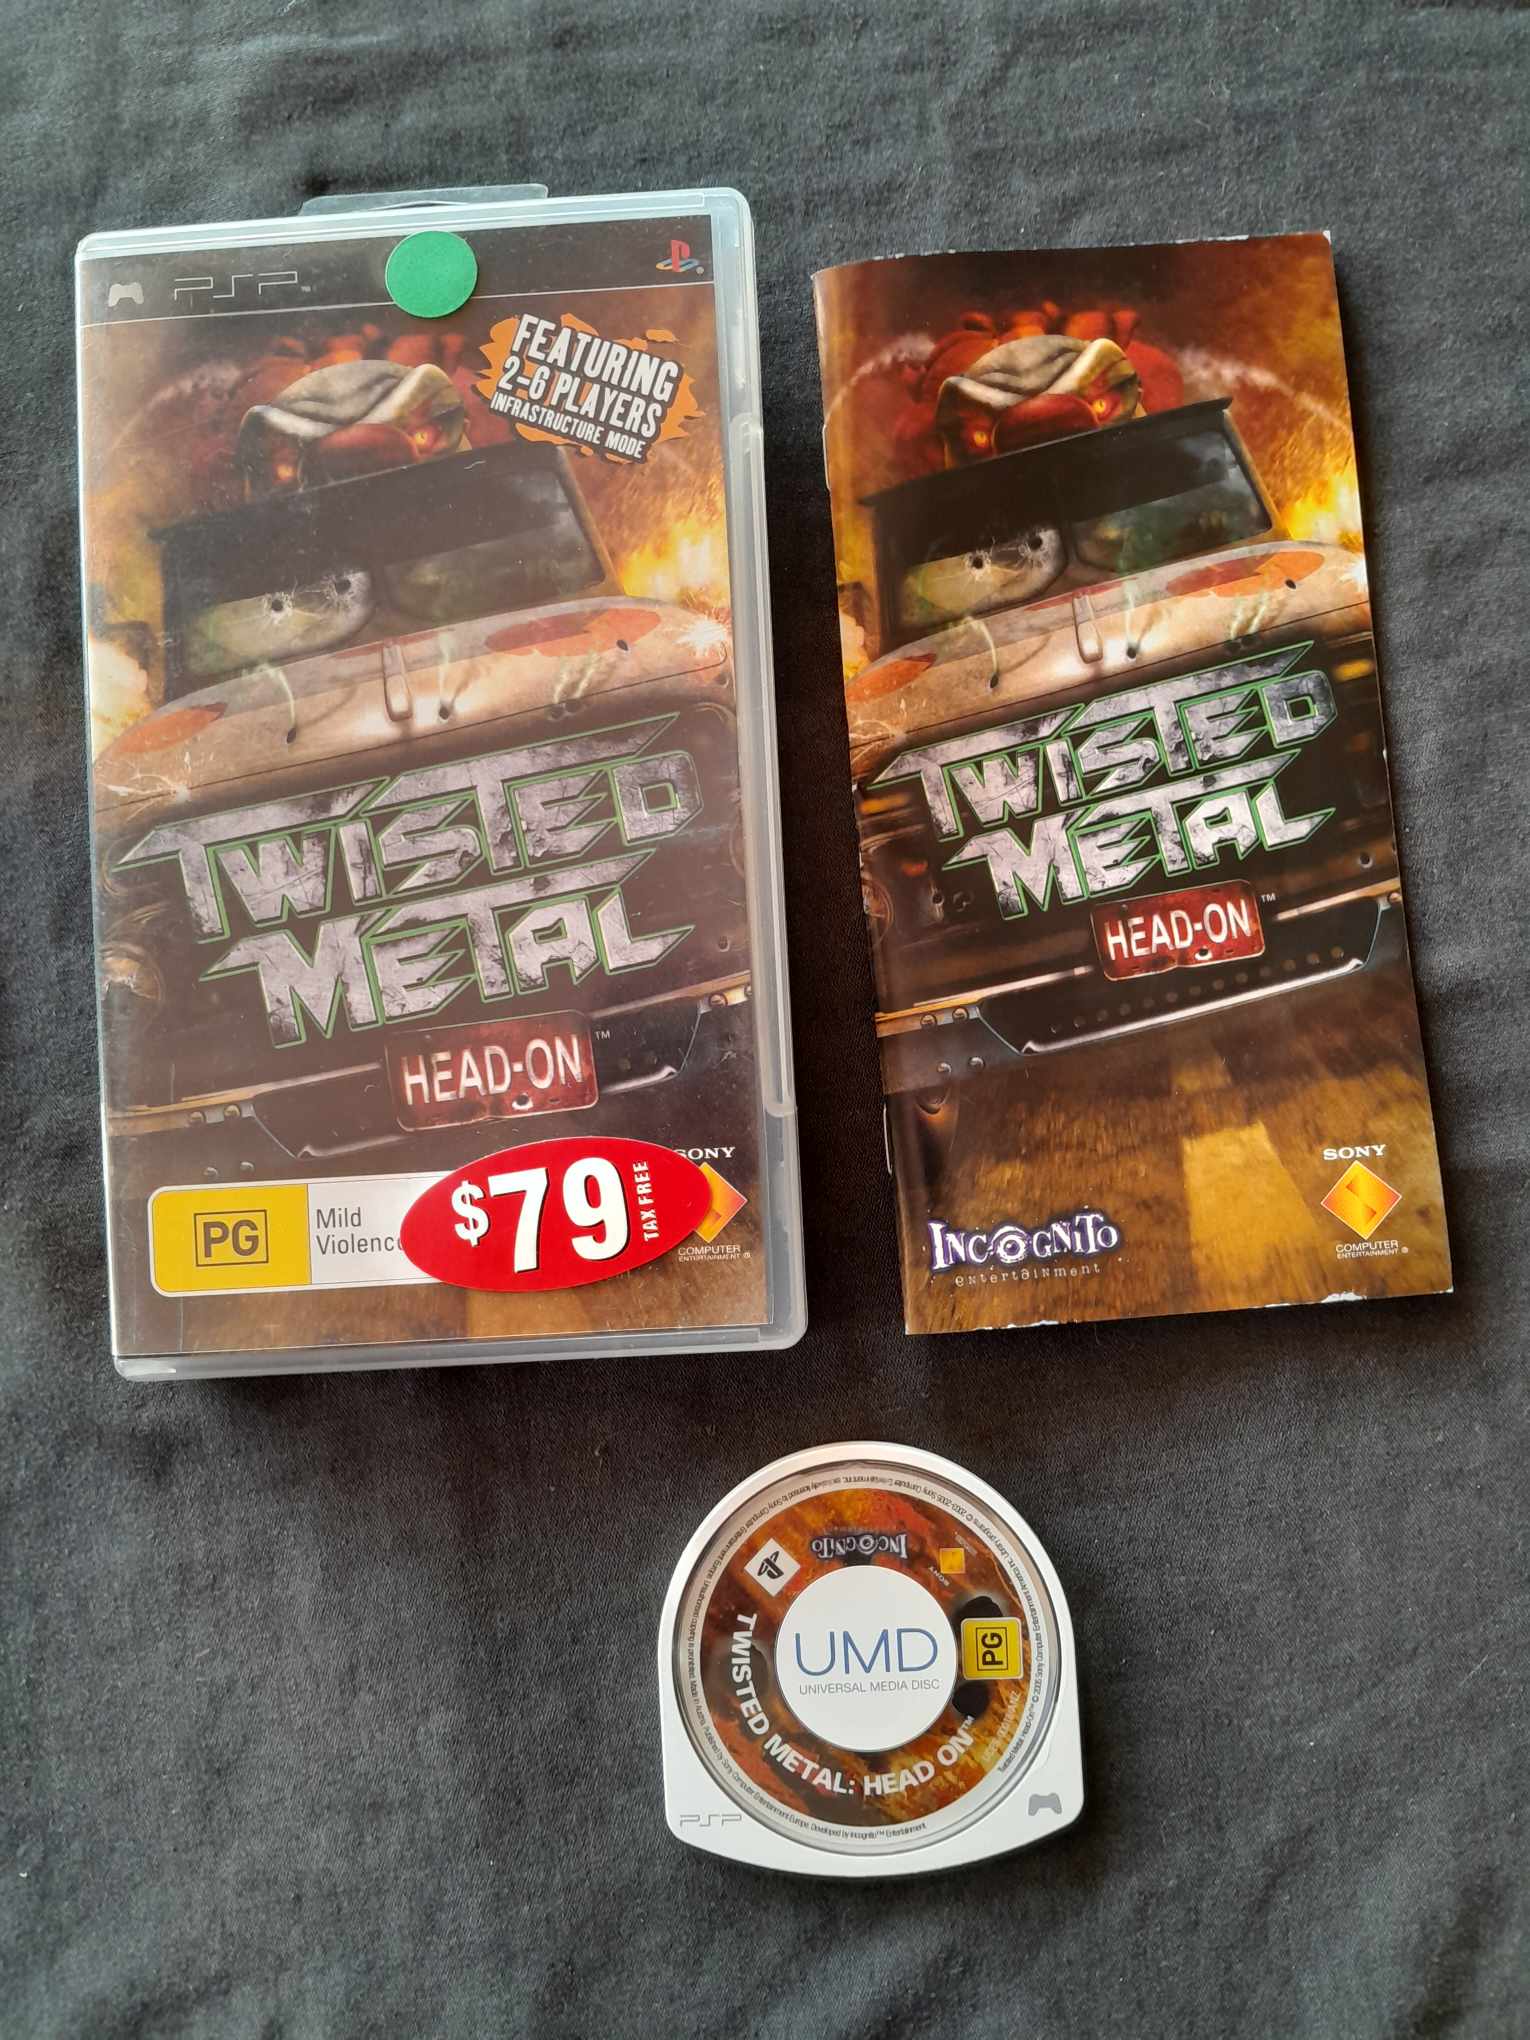 PSP
FEATURING
2-6 PLAYERS
INFRASTRUCTURE MODE
TWISTED
METAL
HEAD-ON ™
PG
Mild
Violence
$79
TAX FREE
SONY
COMPUTER
ENTERTAINMENT ®
TWISTED
METAL
HEAD-ON ™
INCOGNITO
entertainment
SONY
COMPUTER
ENTERTAINMENT ®
INCOGNITO
SONY
PG
UMD
UNIVERSAL MEDIA DISC
TWISTED METAL: HEAD ON™
PSP